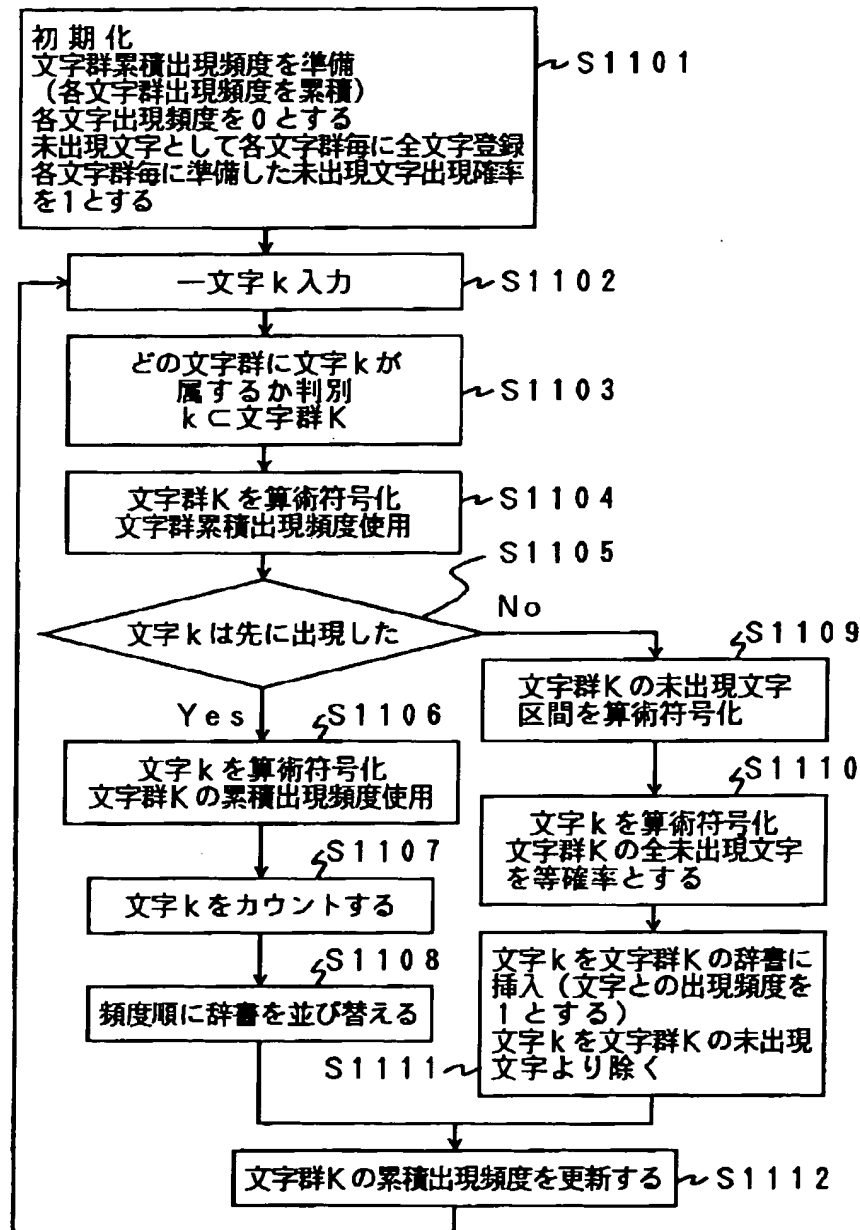 初期化
文字群累積出現頻度を準備
(各文字群出現頻度を累積)
各文字出現頻度を0とする
未出現文字として各文字群毎に全文字登録
各文字群毎に準備した未出現文字出現確率
を1とする
S1101
一文字k入力
S1102
どの文字群に文字kが
属するか判別
k⊂文字群K
S1103
文字群Kを算術符号化
文字群累積出現頻度使用
S1104
S1105
文字kは先に出現した
No
Yes
S1106
文字kを算術符号化
文字群Kの累積出現頻度使用
S1107
文字kをカウントする
S1108
頻度順に辞書を並び替える
S1109
文字群Kの未出現文字
区間を算術符号化
S1110
文字kを算術符号化
文字群Kの全未出現文字
を等確率とする
文字kを文字群Kの辞書に
挿入(文字との出現頻度を
1とする)
文字kを文字群Kの未出現
文字より除く
S1111
文字群Kの累積出現頻度を更新する
S1112